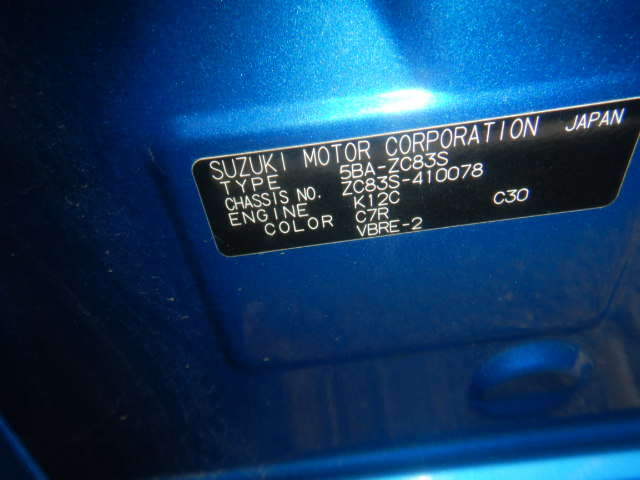 SUZUKI MOTOR CORPORATION JAPAN
TYPE 5BA-ZC83S
CHASSIS NO. ZC83S-410078
ENGINE K12C
COLOR C7R C30
VBRE-2